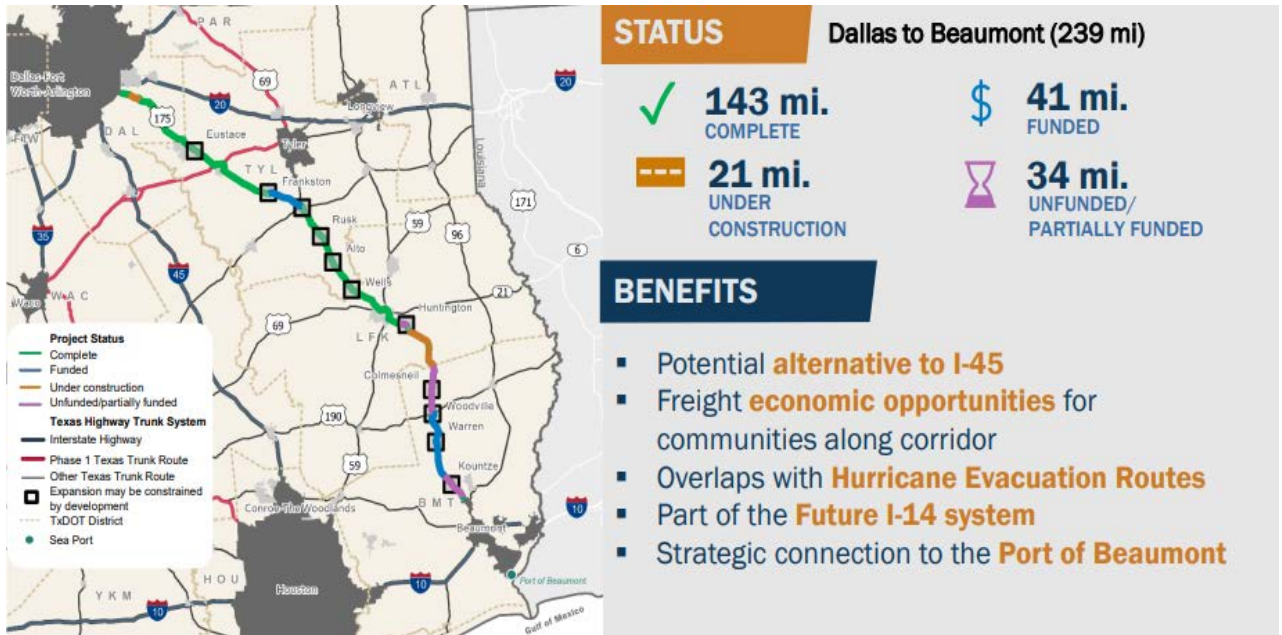 PAR
Dallas-Fort
Worth-Arlington
69
ATL
20
20
Longview
175
DAL
Eustace
Tyler
TYL
Frankston
Louisiana
171
Rusk
59
96
35
Alto
6
45
Wells
WAC
Waco
21
Huntington
69
LFK
Colmesneil
190
Woodville
Warren
59
Kountze
BMT
10
Conroe-The Woodlands
Beaumont
HOU
10
Port of Beaumont
Houston
YKM
10
Gulf of Mexico
Project Status
Complete
Funded
Under construction
Unfunded/partially funded
Texas Highway Trunk System
Interstate Highway
Phase 1 Texas Trunk Route
Other Texas Trunk Route
Expansion may be constrained
by development
TxDOT District
Sea Port
STATUS
Dallas to Beaumont (239 mi)
143 mi.
COMPLETE
$ 41 mi.
FUNDED
21 mi.
UNDER
CONSTRUCTION
34 mi.
UNFUNDED/
PARTIALLY FUNDED
BENEFITS
▪ Potential alternative to I-45
▪ Freight economic opportunities for
communities along corridor
▪ Overlaps with Hurricane Evacuation Routes
▪ Part of the Future I-14 system
▪ Strategic connection to the Port of Beaumont